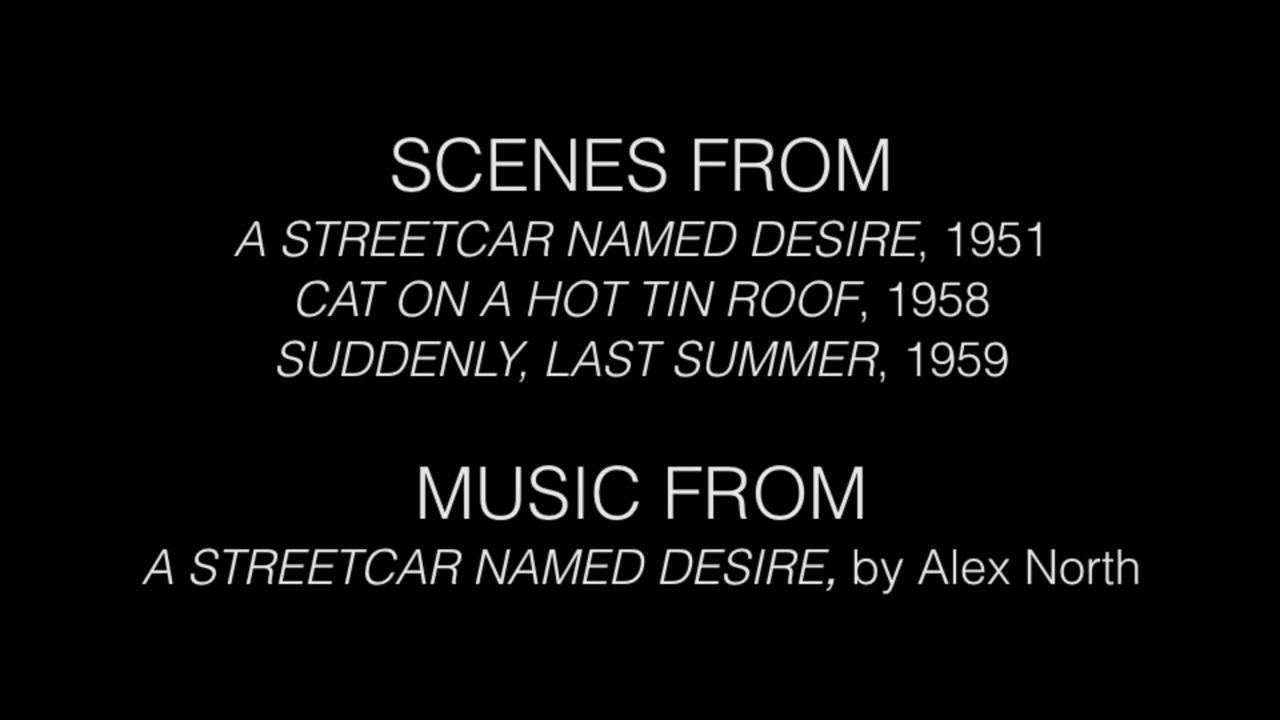 SCENES FROM
A STREETCAR NAMED DESIRE, 1951
CAT ON A HOT TIN ROOF, 1958
SUDDENLY, LAST SUMMER, 1959
MUSIC FROM
A STREETCAR NAMED DESIRE, by Alex North